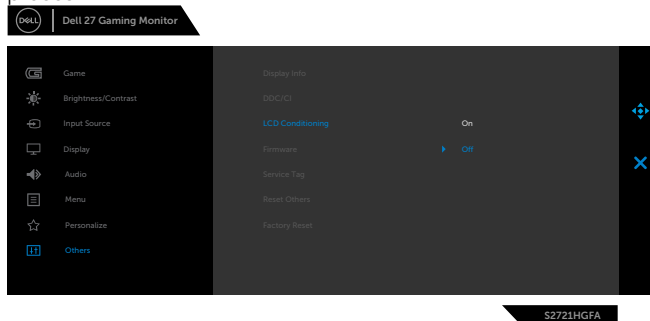 DELL
Dell 27 Gaming Monitor
Game
Display Info
Brightness/Contrast
DDC/CI
Input Source
LCD Conditioning
On
Display
Firmware
Off
Audio
Service Tag
Menu
Reset Others
Personalize
Factory Reset
Others
S2721HGFA